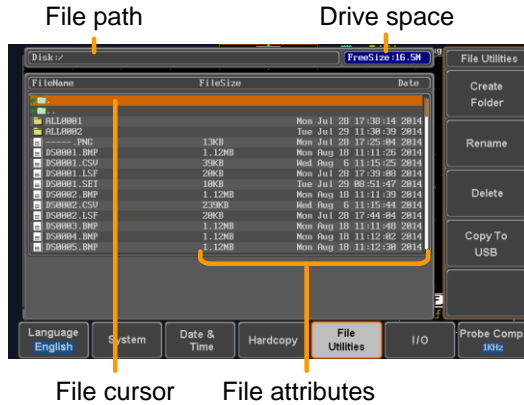 File path
Drive space
Disk:/
FreeSize:16.5M
File Utilities
FileName FileSize Date
.
..
ALL0001 Mon Jul 28 17:38:14 2014
ALL0002 Tue Jul 29 11:30:39 2014
-----.PNG 13KB Mon Jul 28 17:25:04 2014
DS0001.BMP 1.12MB Mon Aug 18 11:11:26 2014
DS0001.CSV 39KB Wed Aug 6 11:15:25 2014
DS0001.LSF 20KB Mon Jul 28 17:39:08 2014
DS0001.SET 10KB Tue Jul 29 08:51:47 2014
DS0002.BMP 1.12MB Mon Aug 18 11:11:39 2014
DS0002.CSV 239KB Wed Aug 6 11:15:44 2014
DS0002.LSF 20KB Mon Jul 28 17:44:04 2014
DS0003.BMP 1.12MB Mon Aug 18 11:11:48 2014
DS0004.BMP 1.12MB Mon Aug 18 11:12:02 2014
DS0005.BMP 1.12MB Mon Aug 18 11:12:30 2014
Create
Folder
Rename
Delete
Copy To
USB
Language
English
System
Date &
Time
Hardcopy
File
Utilities
I/O
Probe Comp
1KHz
File cursor
File attributes